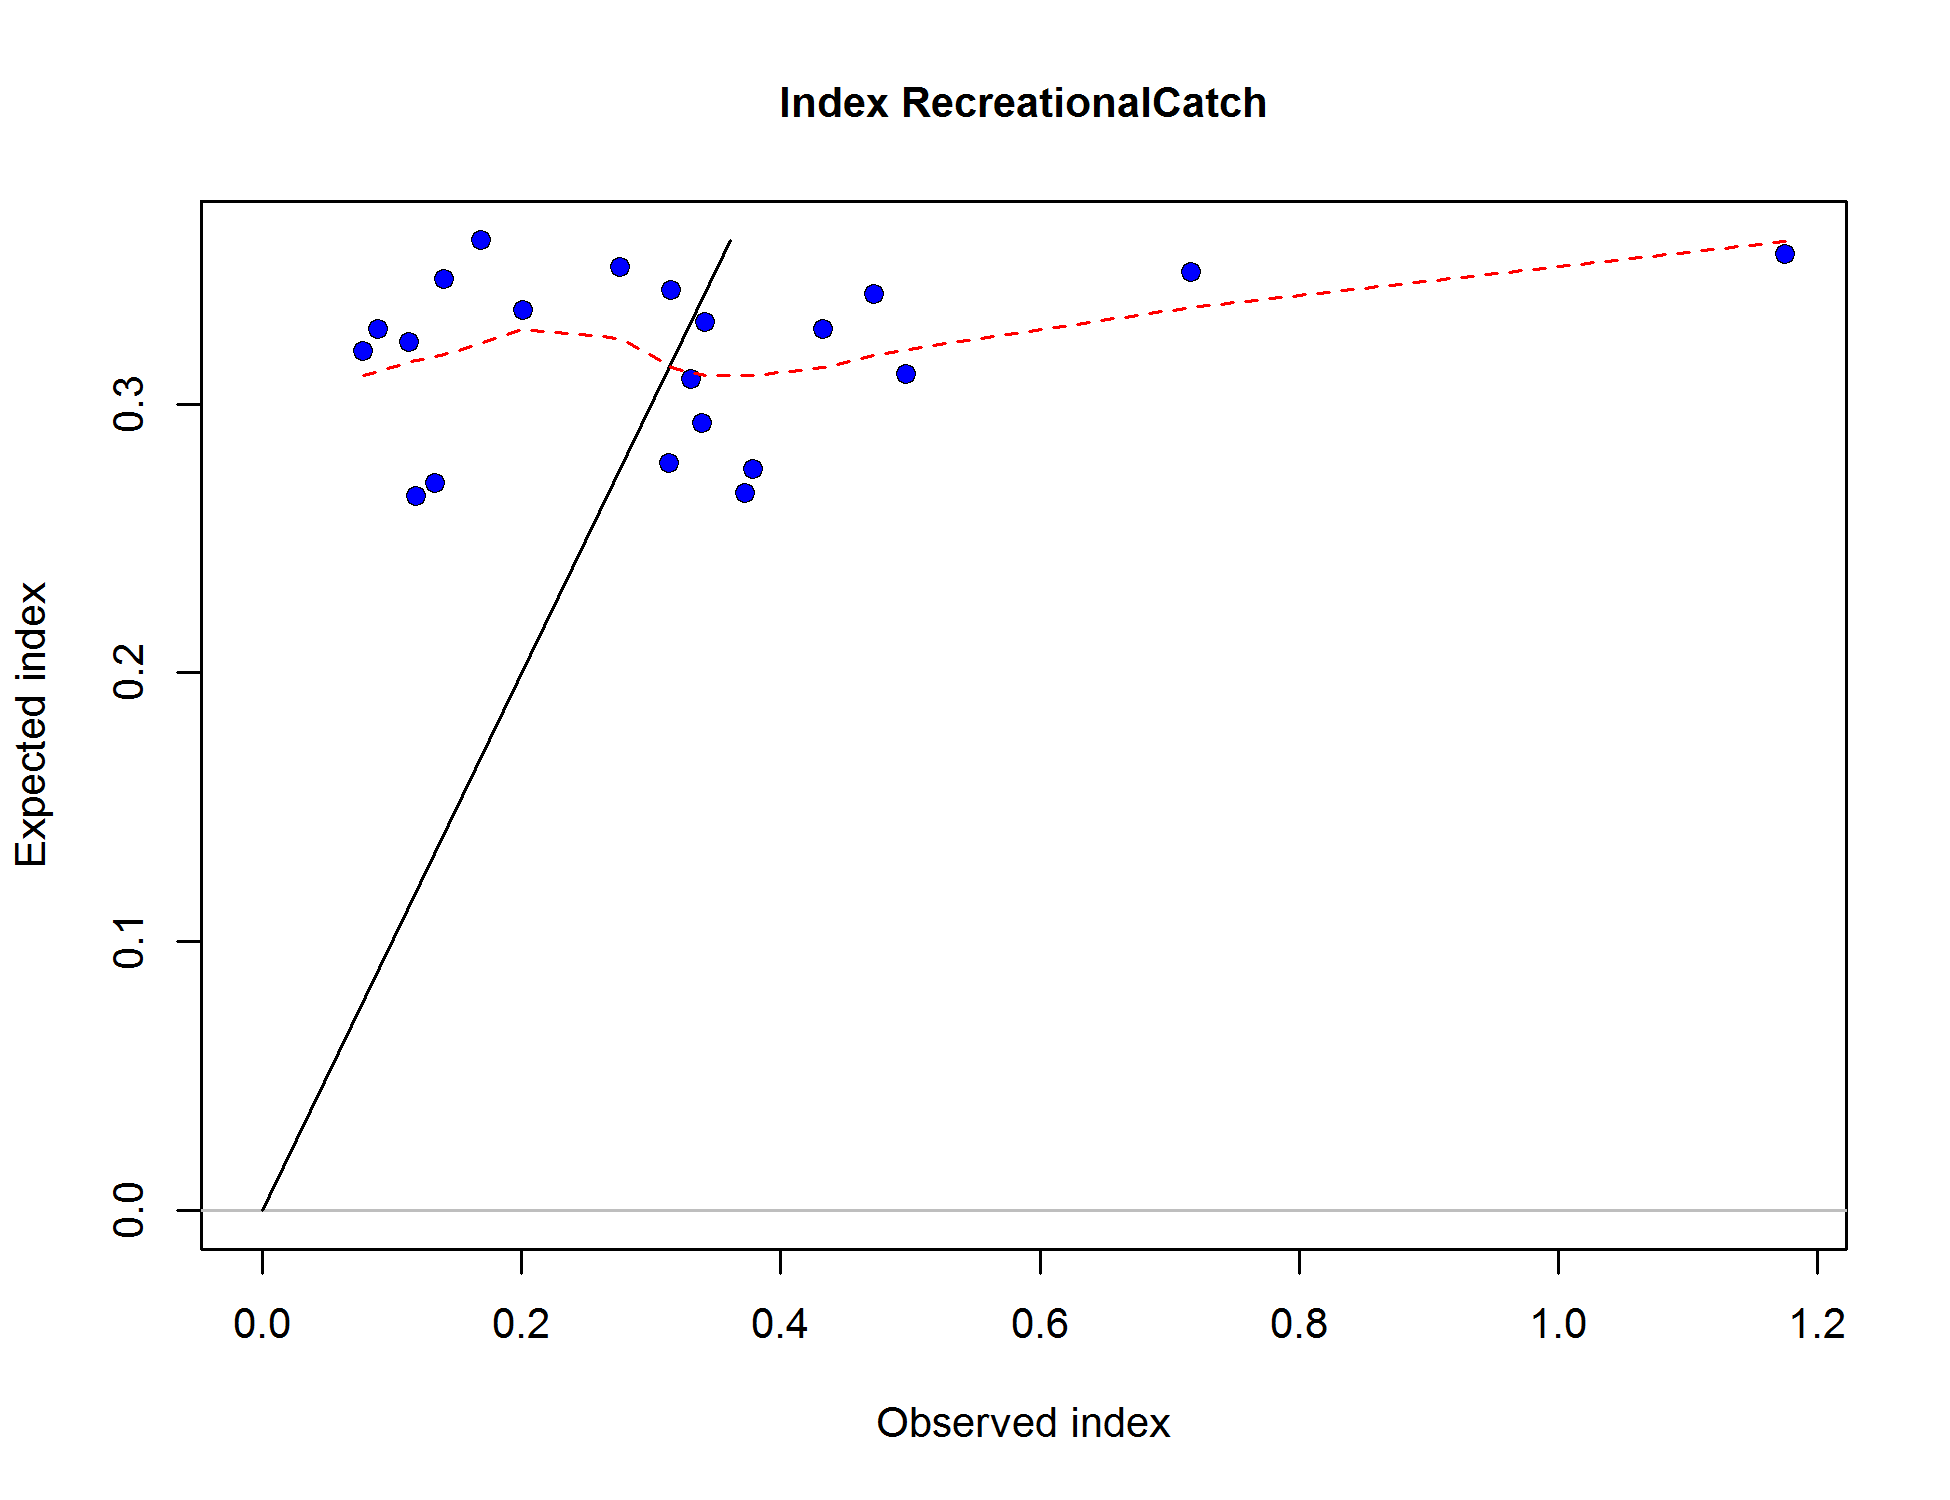 Index RecreationalCatch
Expected index
0.3
0.2
0.1
0.0
0.0 0.2 0.4 0.6 0.8 1.0 1.2
Observed index